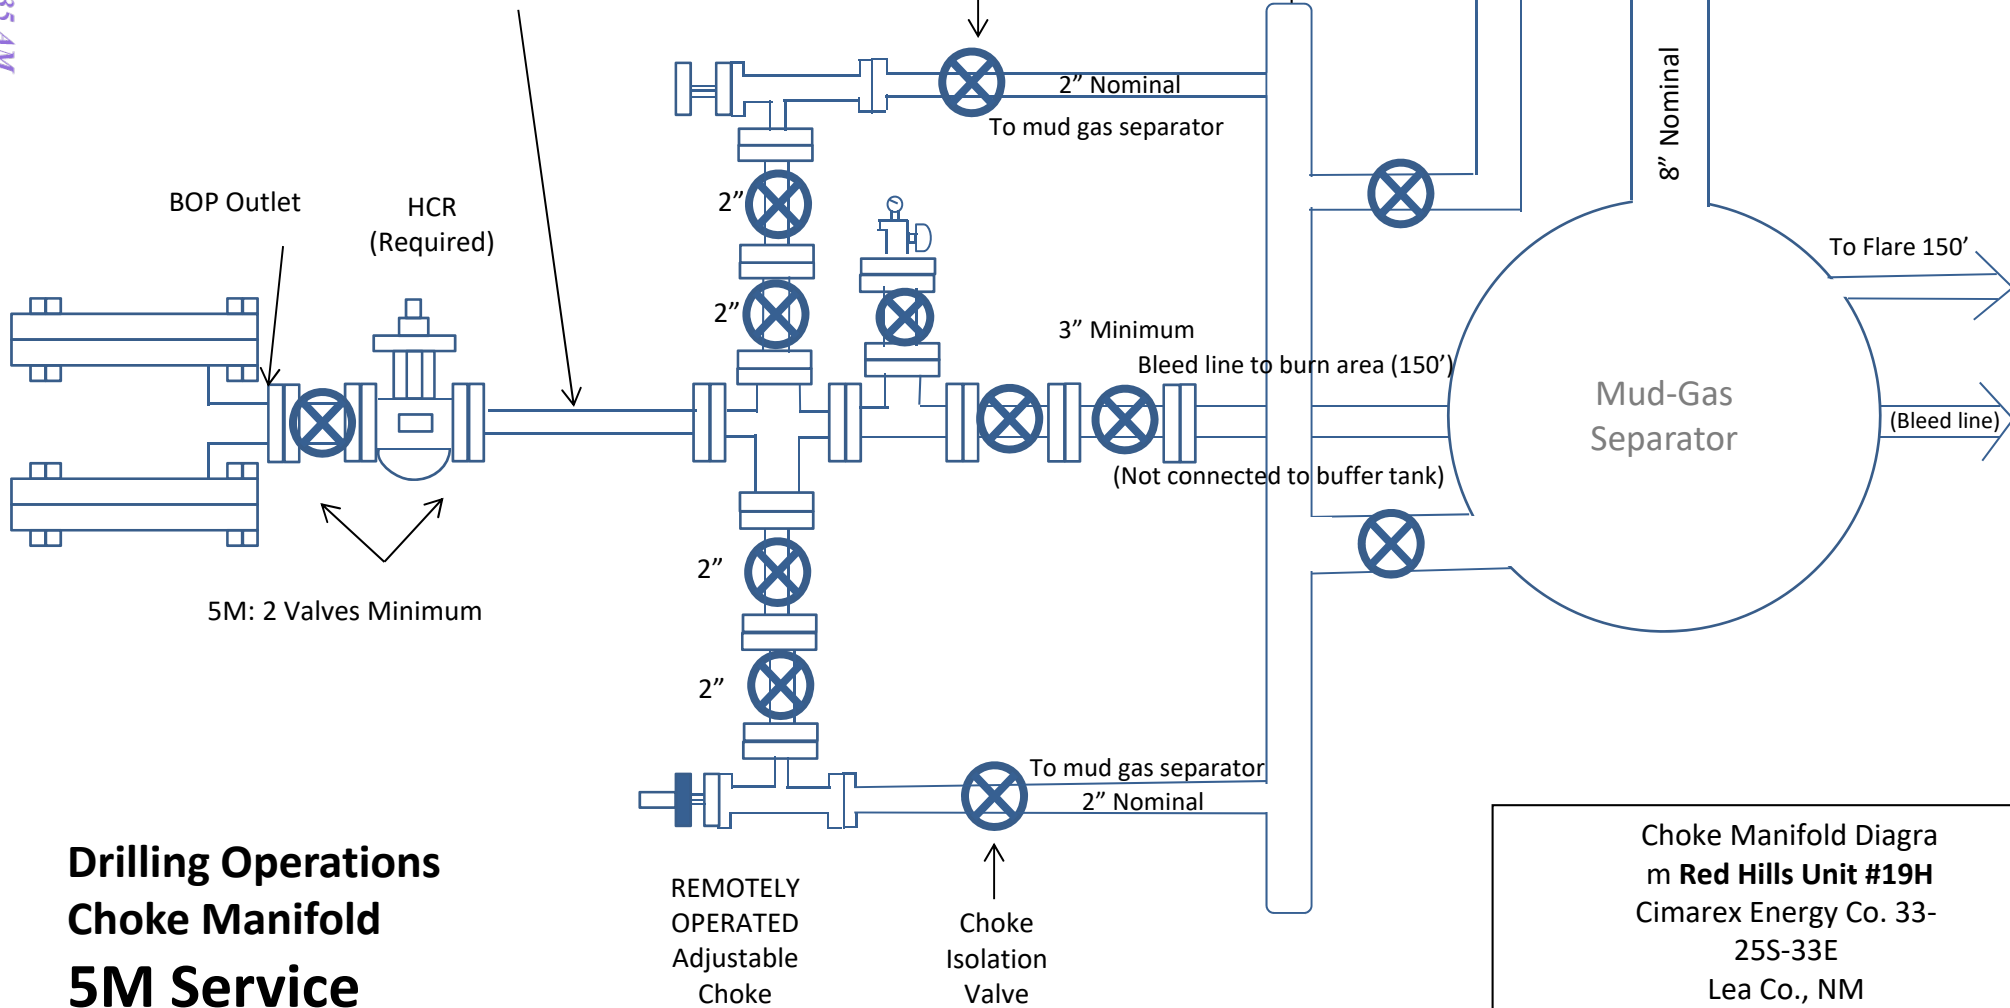 35 AM
2” Nominal
To mud gas separator
8” Nominal
BOP Outlet
HCR
(Required)
2”
2”
To Flare 150’
3” Minimum
Bleed line to burn area (150’)
Mud-Gas
Separator
(Bleed line)
(Not connected to buffer tank)
2”
5M: 2 Valves Minimum
2”
To mud gas separator
2” Nominal
Drilling Operations
Choke Manifold
5M Service
REMOTELY
OPERATED
Adjustable
Choke
Choke
Isolation
Valve
Choke Manifold Diagra
m Red Hills Unit #19H
Cimarex Energy Co. 33-
25S-33E
Lea Co., NM